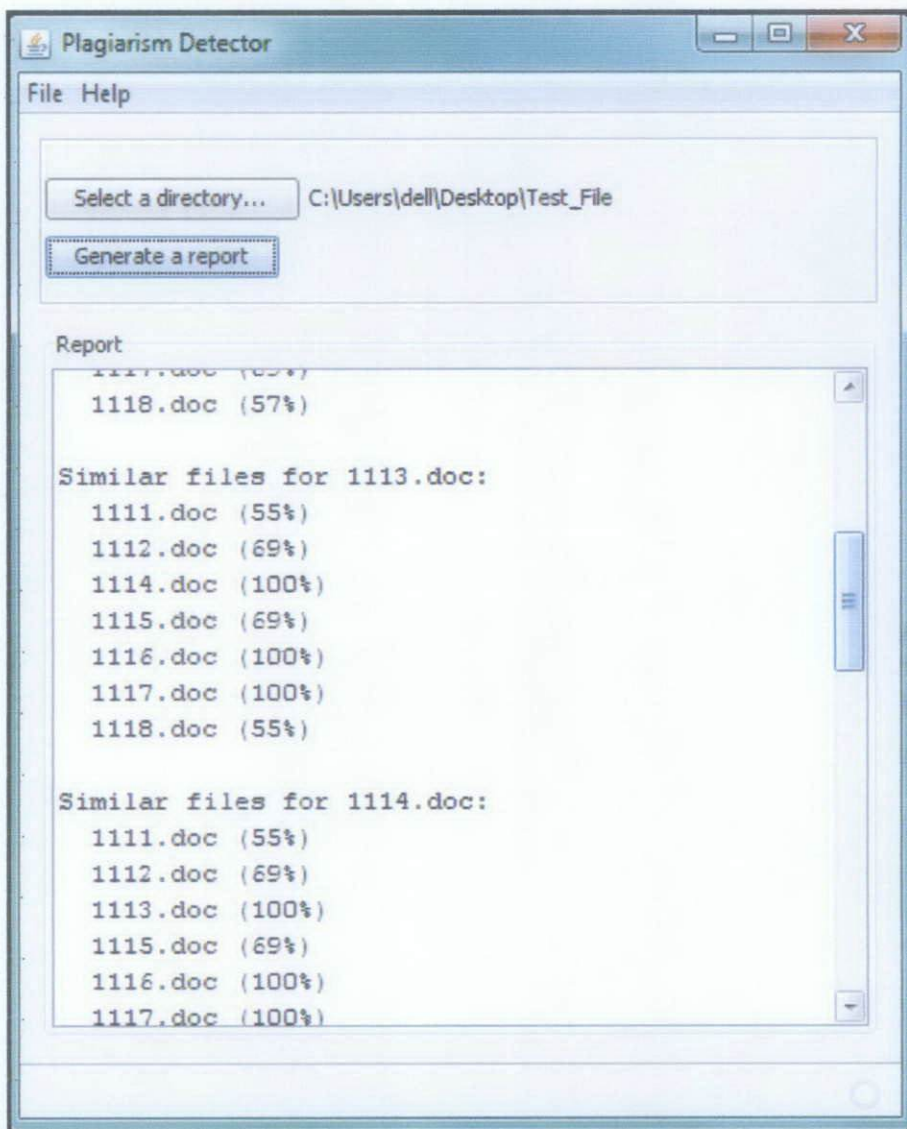 Plagiarism Detector
File Help
Select a directory... C:\Users\dell\Desktop\Test_File
Generate a report
Report
1118.doc (57%)
Similar files for 1113.doc:
1111.doc (55%)
1112.doc (69%)
1114.doc (100%)
1115.doc (69%)
1116.doc (100%)
1117.doc (100%)
1118.doc (55%)
Similar files for 1114.doc:
1111.doc (55%)
1112.doc (69%)
1113.doc (100%)
1115.doc (69%)
1116.doc (100%)
1117.doc (100%)